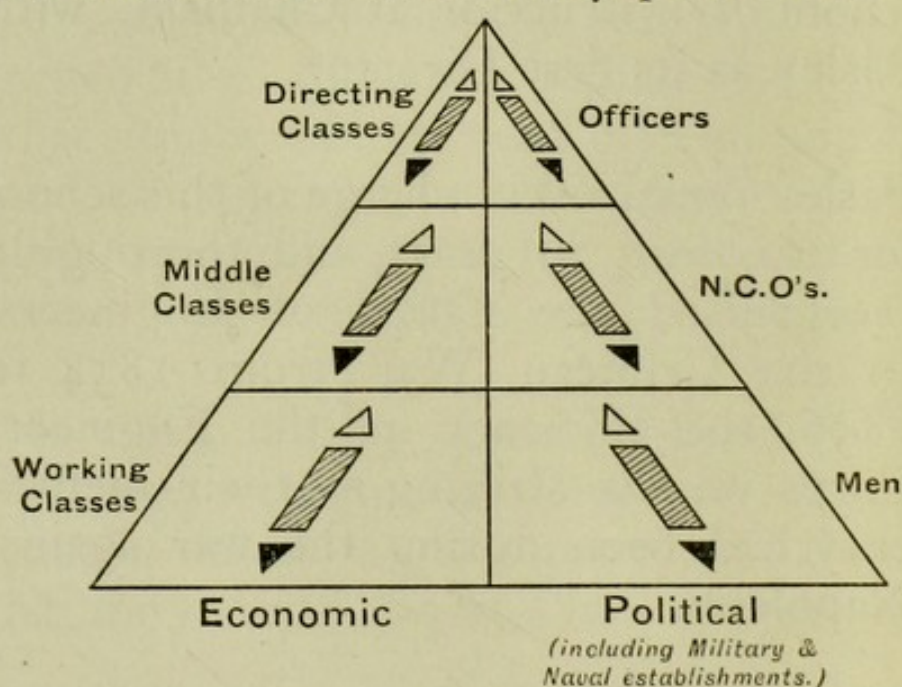 Directing
Classes
Officers
Middle
Classes
N.C.O's.
Working
Classes
Men
Economic
Political
(including Military &
Naval establishments.)